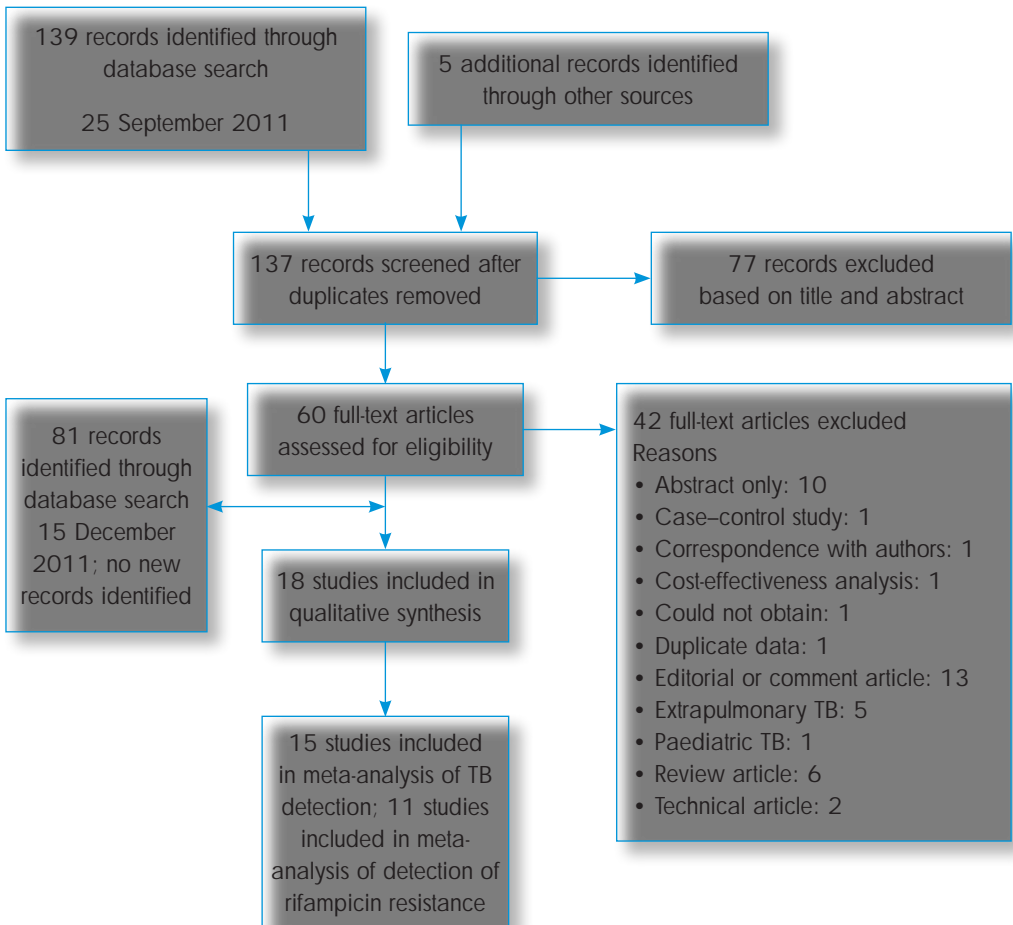 139 records identified through
database search
25 September 2011
5 additional records identified
through other sources
137 records screened after
duplicates removed
77 records excluded
based on title and abstract
60 full-text articles
assessed for eligibility
42 full-text articles excluded
Reasons
• Abstract only: 10
• Case–control study: 1
• Correspondence with authors: 1
• Cost-effectiveness analysis: 1
• Could not obtain: 1
• Duplicate data: 1
• Editorial or comment article: 13
• Extrapulmonary TB: 5
• Paediatric TB: 1
• Review article: 6
• Technical article: 2
81 records
identified through
database search
15 December
2011; no new
records identified
18 studies included in
qualitative synthesis
15 studies included
in meta-analysis of TB
detection; 11 studies
included in meta-
analysis of detection of
rifampicin resistance